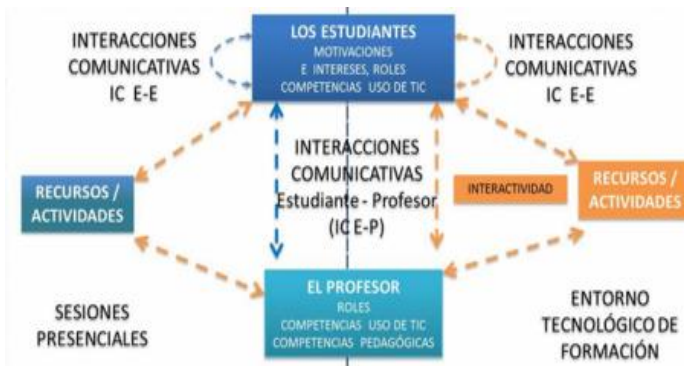 INTERACCIONES
COMUNICATIVAS
IC E-E
LOS ESTUDIANTES
MOTIVACIONES
E INTERESES, ROLES
COMPETENCIAS USO DE TIC
INTERACCIONES
COMUNICATIVAS
IC E-E
RECURSOS /
ACTIVIDADES
INTERACCIONES
COMUNICATIVAS
Estudiante - Profesor
(IC E-P)
INTERACTIVIDAD
RECURSOS /
ACTIVIDADES
SESIONES
PRESENCIALES
EL PROFESOR
ROLES
COMPETENCIAS USO DE TIC
COMPETENCIAS PEDAGÓGICAS
ENTORNO
TECNOLÓGICO DE
FORMACIÓN